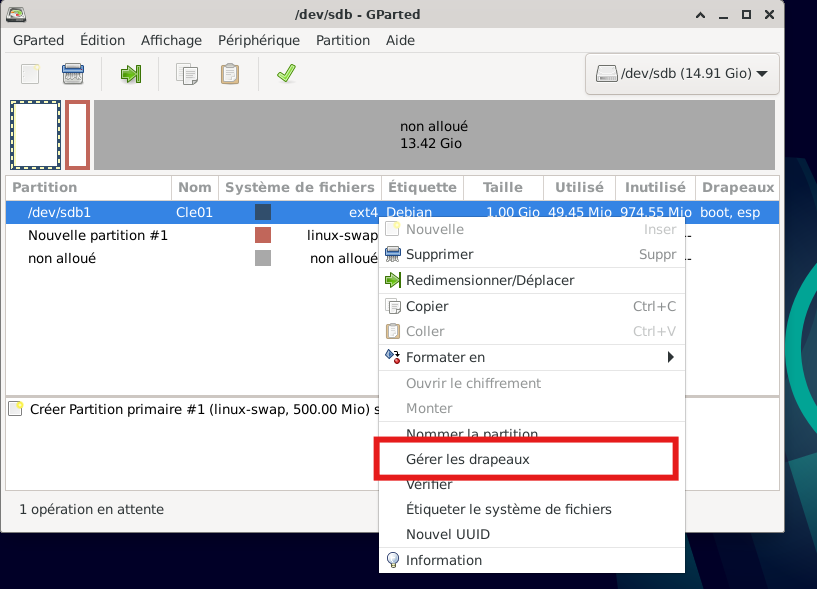 /dev/sdb - GParted
GParted Édition Affichage Périphérique Partition Aide
/dev/sdb (14.91 Gio)
non alloué
13.42 Gio
Partition Nom Système de fichiers Étiquette Taille Utilisé Inutilisé Drapeaux
/dev/sdb1 Cle01 ext4 Debian 1.00 Gio 49.45 Mio 974.55 Mio boot, esp
Nouvelle partition #1 linux-swap
non alloué non alloué
Nouvelle Inser
Supprimer Suppr
Redimensionner/Déplacer
Copier Ctrl+C
Coller Ctrl+V
Formater en
Ouvrir le chiffrement
Monter
Nommer la partition
Gérer les drapeaux
Vérifier
Étiqueter le système de fichiers
Nouvel UUID
Information
Créer Partition primaire #1 (linux-swap, 500.00 Mio) s
1 opération en attente